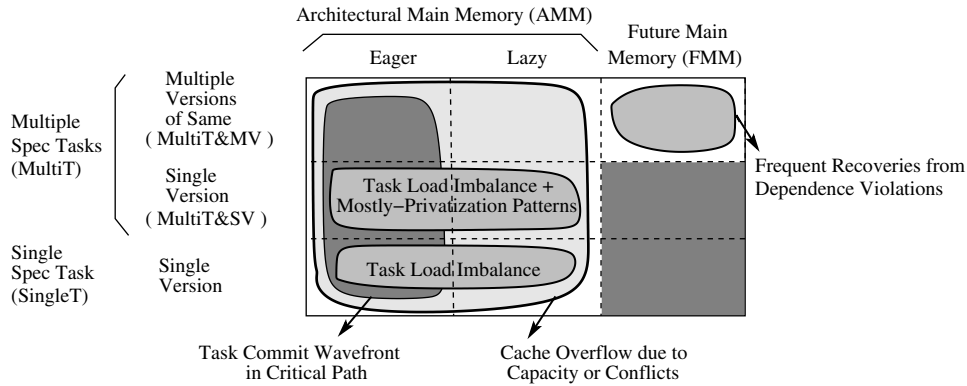 Architectural Main Memory (AMM)
Future Main
Memory (FMM)
Eager
Lazy
Multiple
Spec Tasks
(MultiT)
Multiple
Versions
of Same
( MultiT&MV )
Single
Version
( MultiT&SV )
Single
Spec Task
(SingleT)
Single
Version
Task Load Imbalance +
Mostly−Privatization Patterns
Task Load Imbalance
Frequent Recoveries from
Dependence Violations
Task Commit Wavefront
in Critical Path
Cache Overflow due to
Capacity or Conflicts